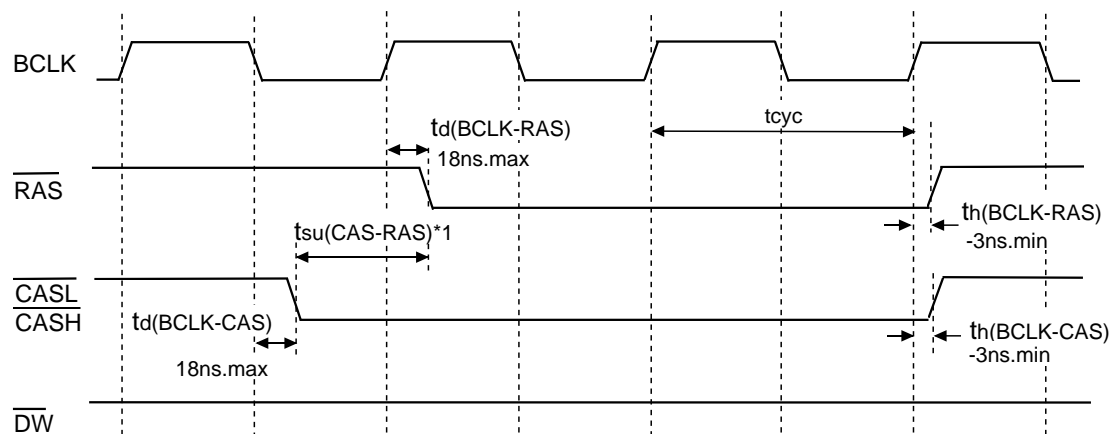 BCLK
td(BCLK-RAS)
18ns.max
tcyc
RAS
th(BCLK-RAS)
-3ns.min
tsu(CAS-RAS)*1
CASL
CASH
td(BCLK-CAS)
18ns.max
th(BCLK-CAS)
-3ns.min
DW